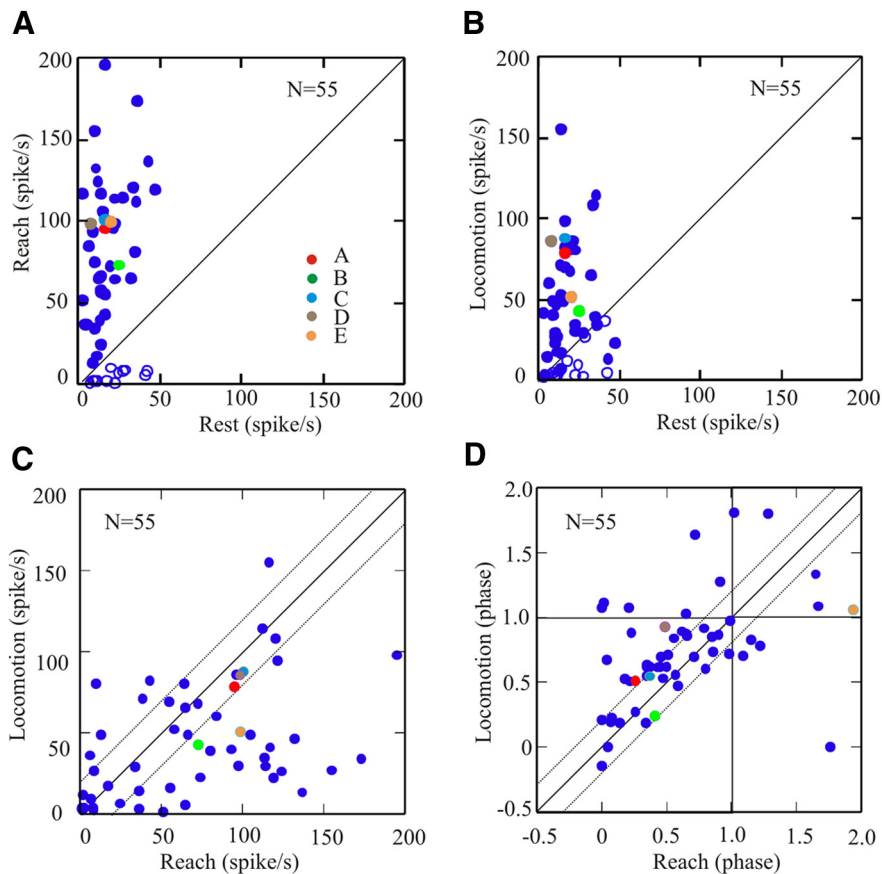 A
200
150
100
50
0
Reach (spike/s)
N=55
A
B
C
D
E
0
50
100
150
200
Rest (spike/s)
B
200
150
100
50
0
Locomotion (spike/s)
N=55
0
50
100
150
200
Rest (spike/s)
C
200
150
100
50
0
Locomotion (spike/s)
N=55
0
50
100
150
200
Reach (spike/s)
D
2.0
1.5
1.0
0.5
0
-0.5
Locomotion (phase)
N=55
-0.5
0
0.5
1.0
1.5
2.0
Reach (phase)